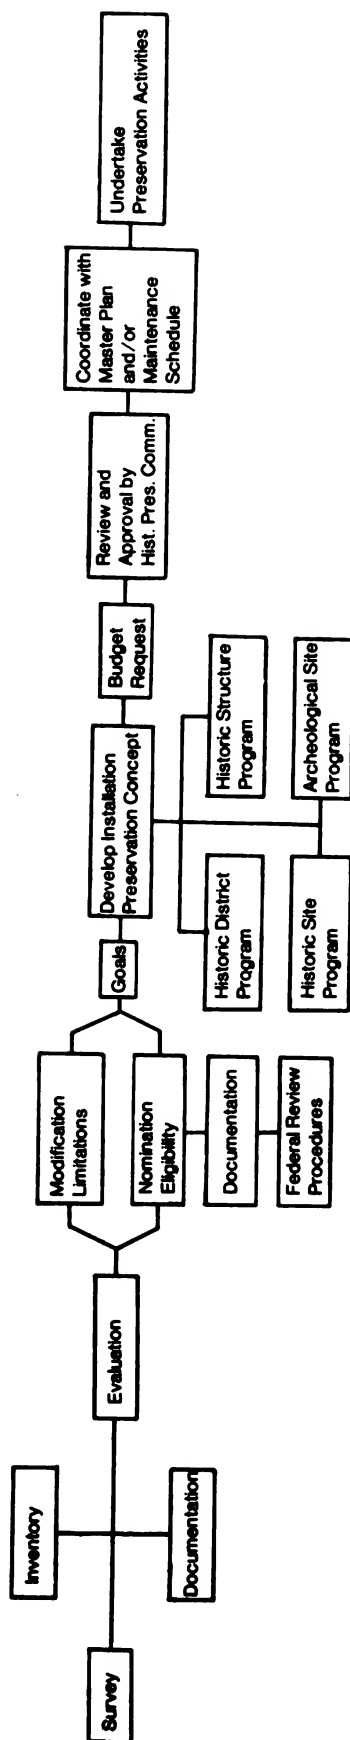 Survey
Inventory
Documentation
Evaluation
Modification
Limitations
Nomination
Eligibility
Documentation
Federal Review
Procedures
Goals
Develop Installation
Preservation Concept
Historic District
Program
Historic Structure
Program
Historic Site
Program
Archeological Site
Program
Budget
Request
Review and
Approval by
Hist. Pres. Comm.
Coordinate with
Master Plan
and/or
Maintenance
Schedule
Undertake
Preservation Activities